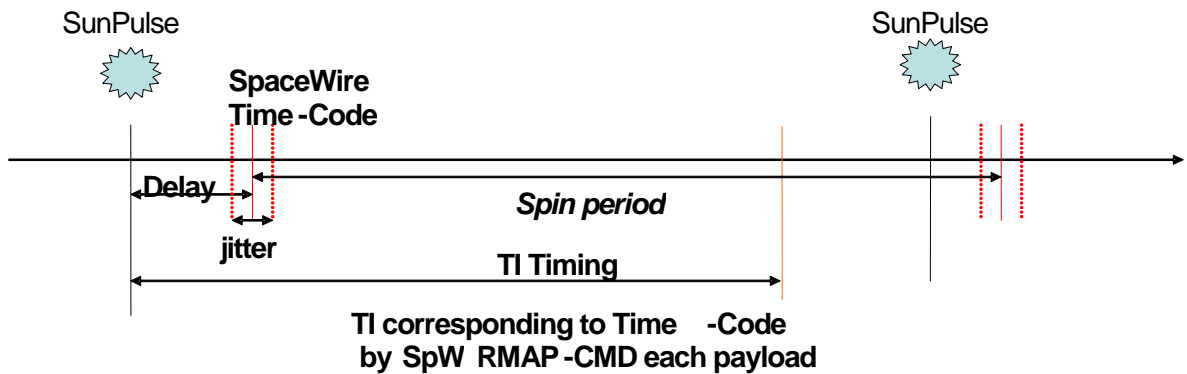 SunPulse
SunPulse
SpaceWire
Time -Code
Delay
Spin period
jitter
TI Timing
TI corresponding to Time -Code
by SpW RMAP -CMD each payload